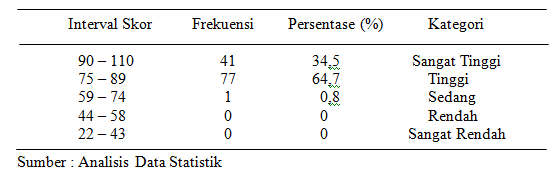 Interval Skor Frekuensi Persentase (%) Kategori
90 – 110 41 34,5 Sangat Tinggi
75 – 89 77 64,7 Tinggi
59 – 74 1 0,8 Sedang
44 – 58 0 0 Rendah
22 – 43 0 0 Sangat Rendah
Sumber : Analisis Data Statistik